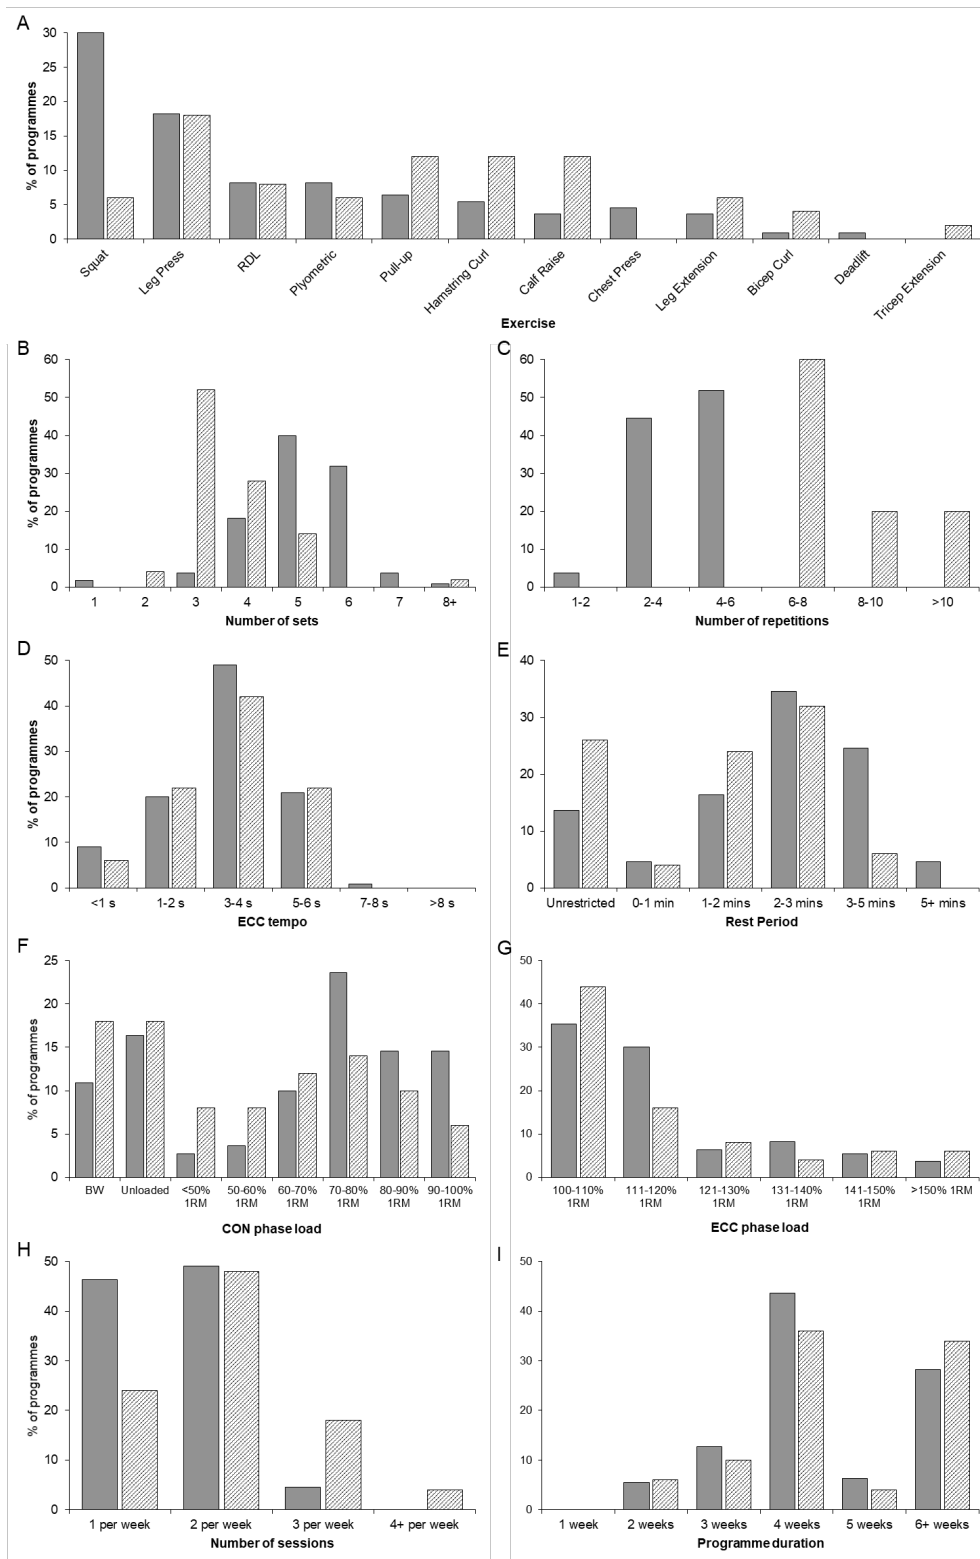 A
30
25
20
15
10
5
0
% of programmes
Squat
Leg Press
RDL
Plyometric
Pull-up
Hamstring Curl
Calf Raise
Chest Press
Leg Extension
Bicep Curl
Deadlift
Tricep Extension
Exercise
B
60
50
40
30
20
10
0
% of programmes
1 2 3 4 5 6 7 8+
Number of sets
C
60
50
40
30
20
10
0
1-2 2-4 4-6 6-8 8-10 >10
Number of repetitions
D
50
40
30
20
10
0
% of programmes
<1 s 1-2 s 3-4 s 5-6 s 7-8 s >8 s
ECC tempo
E
40
30
20
10
0
Unrestricted 0-1 min 1-2 mins 2-3 mins 3-5 mins 5+ mins
Rest Period
F
25
20
15
10
5
0
% of programmes
BW Unloaded <50% 50-60% 60-70% 70-80% 80-90% 90-100%
1RM 1RM 1RM 1RM 1RM 1RM
CON phase load
G
50
40
30
20
10
0
100-110% 111-120% 121-130% 131-140% 141-150% >150% 1RM
1RM 1RM 1RM 1RM 1RM
ECC phase load
H
50
40
30
20
10
0
% of programmes
1 per week 2 per week 3 per week 4+ per week
Number of sessions
I
50
40
30
20
10
0
1 week 2 weeks 3 weeks 4 weeks 5 weeks 6+ weeks
Programme duration